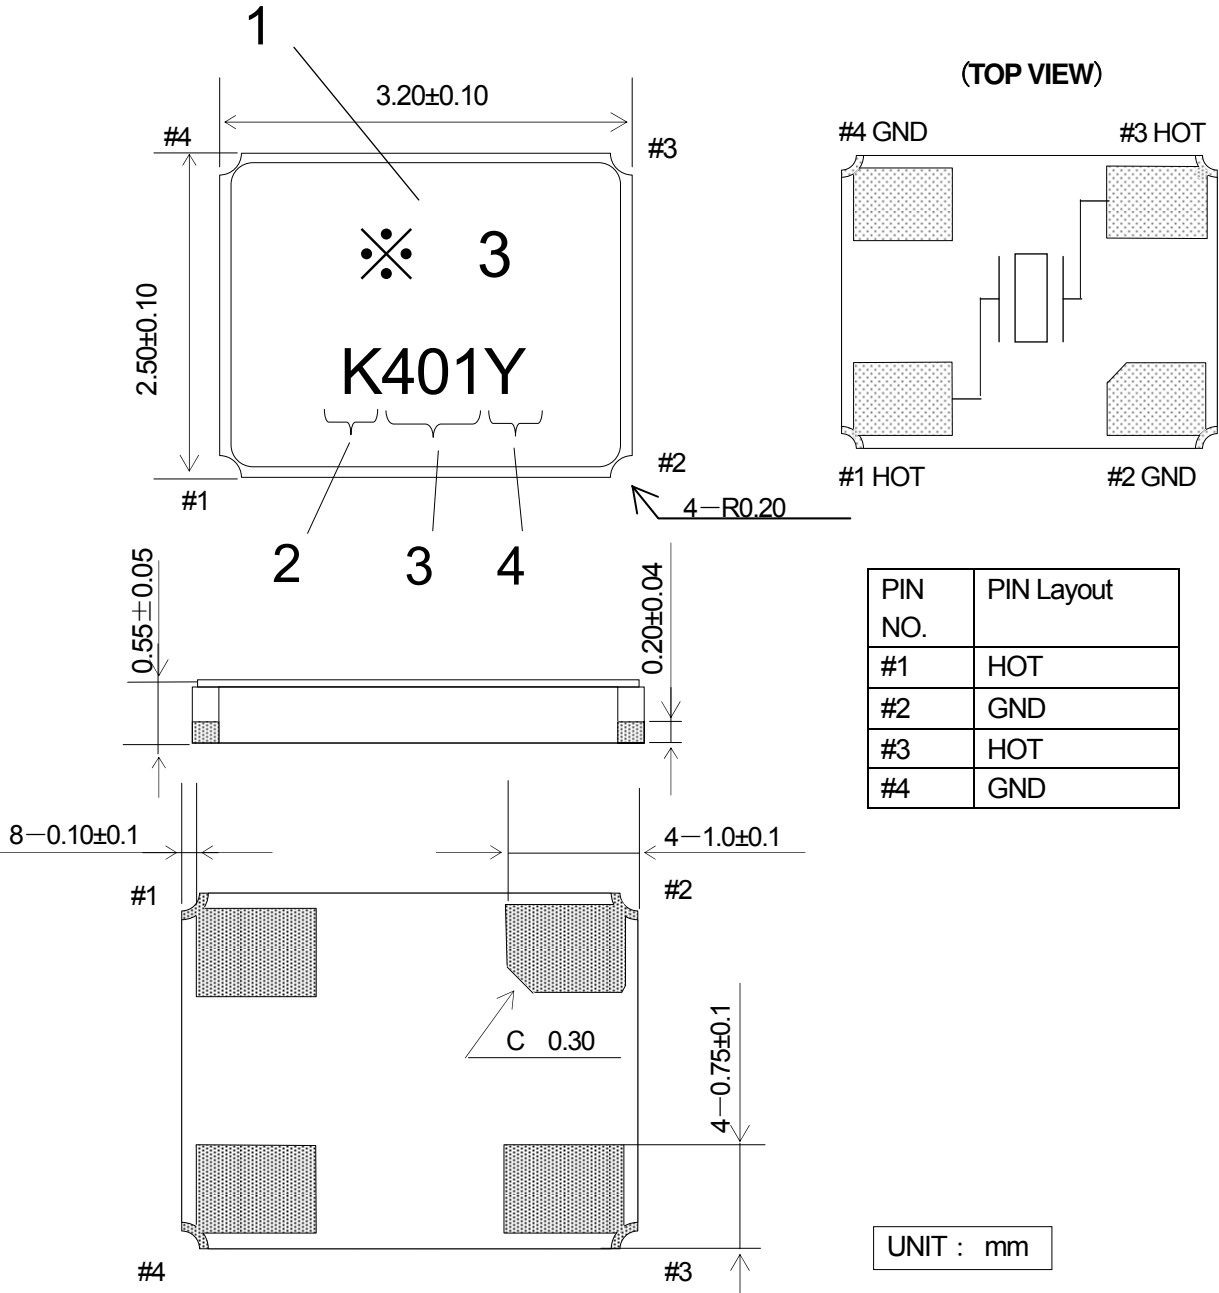 1
3.20±0.10
(TOP VIEW)
#4
#3
#4 GND
#3 HOT
※ 3
2.50±0.10
K401Y
#1
#2
#1 HOT
#2 GND
4－R0.20
2
3
4
0.55±0.05
0.20±0.04
PIN NO.
PIN Layout
#1
HOT
#2
GND
#3
HOT
#4
GND
8－0.10±0.1
4－1.0±0.1
#1
#2
C 0.30
4－0.75±0.1
#4
#3
UNIT : mm